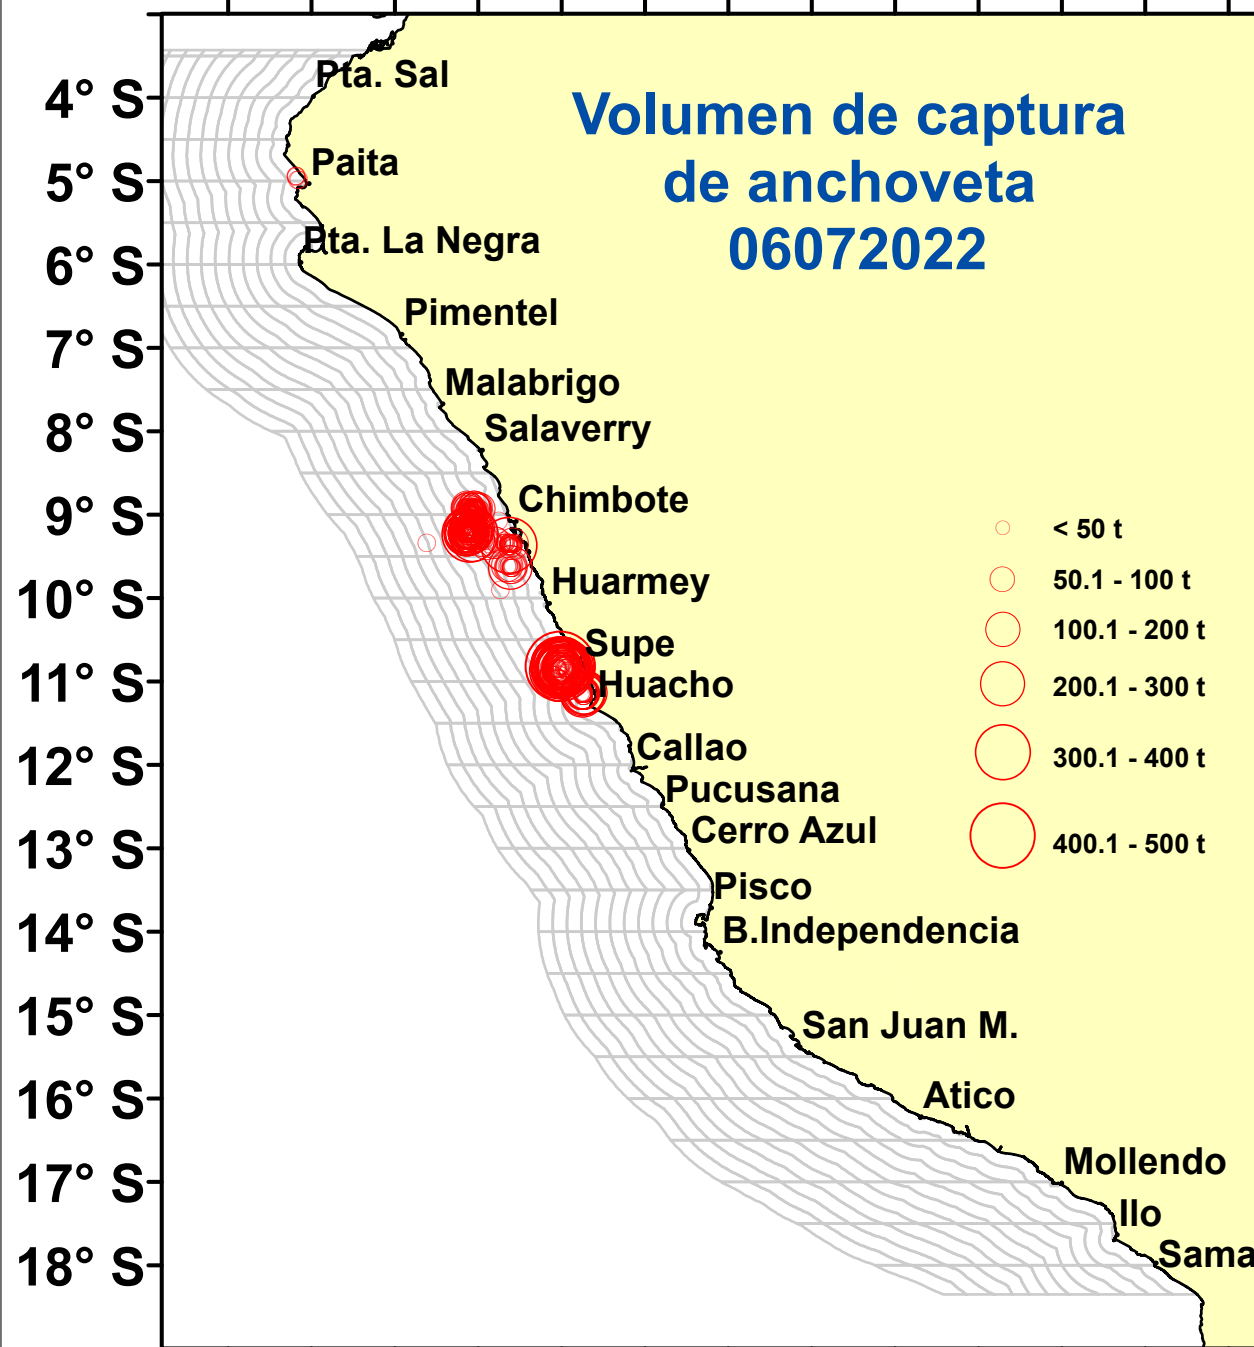 Volumen de captura
de anchoveta
06072022
4° S
5° S
6° S
7° S
8° S
9° S
10° S
11° S
12° S
13° S
14° S
15° S
16° S
17° S
18° S
Pta. Sal
Paita
Pta. La Negra
Pimentel
Malabrigo
Salaverry
Chimbote
Huarmey
Supe
Huacho
Callao
Pucusana
Cerro Azul
Pisco
B.Independencia
San Juan M.
Atico
Mollendo
Ilo
Sama
< 50 t
50.1 - 100 t
100.1 - 200 t
200.1 - 300 t
300.1 - 400 t
400.1 - 500 t